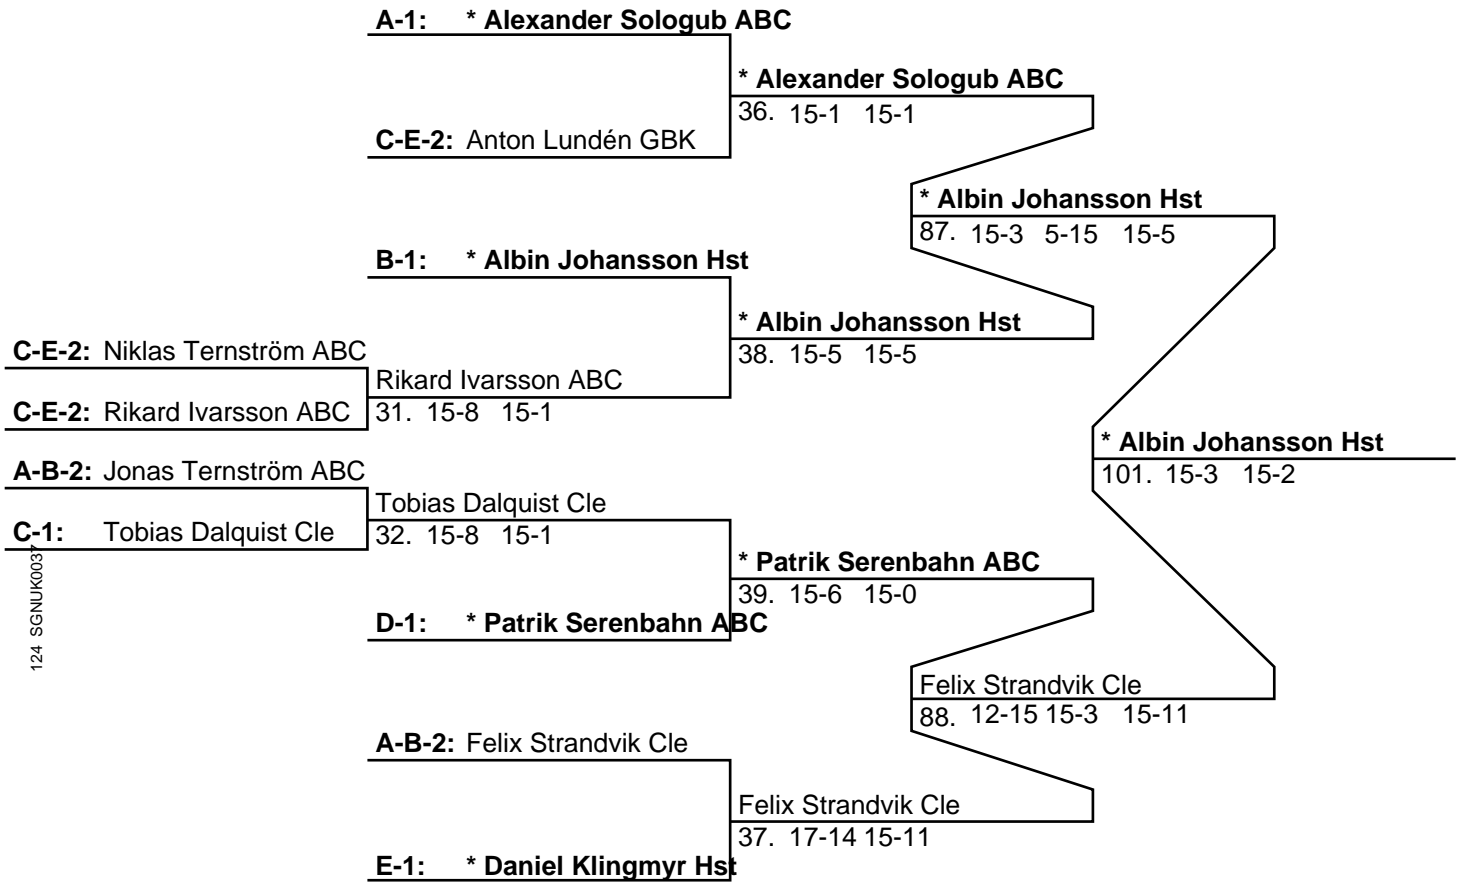 A-1: * Alexander Sologub ABC
* Alexander Sologub ABC
36. 15-1 15-1
C-E-2: Anton Lundén GBK
* Albin Johansson Hst
87. 15-3 5-15 15-5
B-1: * Albin Johansson Hst
* Albin Johansson Hst
38. 15-5 15-5
C-E-2: Niklas Ternström ABC
Rikard Ivarsson ABC
31. 15-8 15-1
C-E-2: Rikard Ivarsson ABC
* Albin Johansson Hst
101. 15-3 15-2
A-B-2: Jonas Ternström ABC
Tobias Dalquist Cle
32. 15-8 15-1
C-1: Tobias Dalquist Cle
* Patrik Serenbahn ABC
39. 15-6 15-0
D-1: * Patrik Serenbahn ABC
124 SGNUK0037
Felix Strandvik Cle
88. 12-15 15-3 15-11
A-B-2: Felix Strandvik Cle
Felix Strandvik Cle
37. 17-14 15-11
E-1: * Daniel Klingmyr Hst